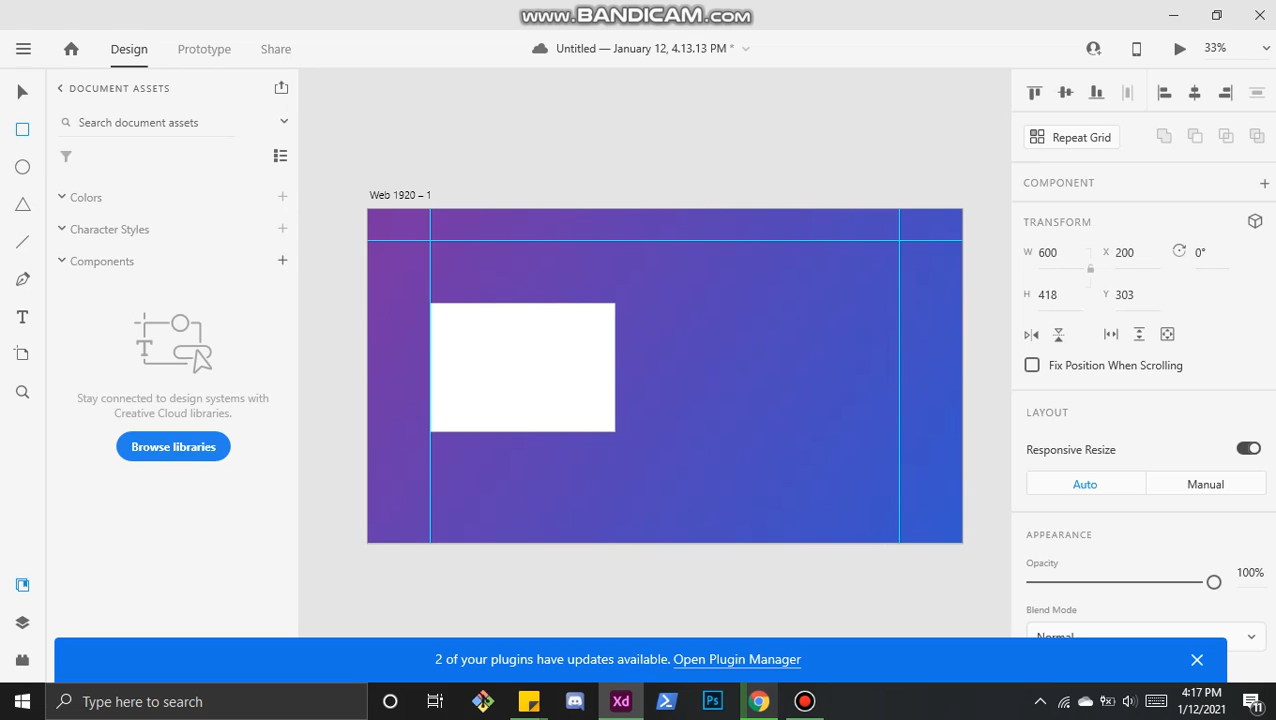 www.BANDICAM.com
Design
Prototype
Share
Untitled — January 12, 4.13.13 PM *
33%
DOCUMENT ASSETS
Search document assets
Repeat Grid
COMPONENT
Colors
Web 1920 – 1
TRANSFORM
Character Styles
W 600
X 200
0°
Components
H 418
Y 303
Fix Position When Scrolling
Stay connected to design systems with
Creative Cloud libraries.
LAYOUT
Browse libraries
Responsive Resize
Auto
Manual
APPEARANCE
Opacity
100%
Blend Mode
Normal
2 of your plugins have updates available. Open Plugin Manager
Type here to search
Xd
Ps
4:17 PM
1/12/2021
11